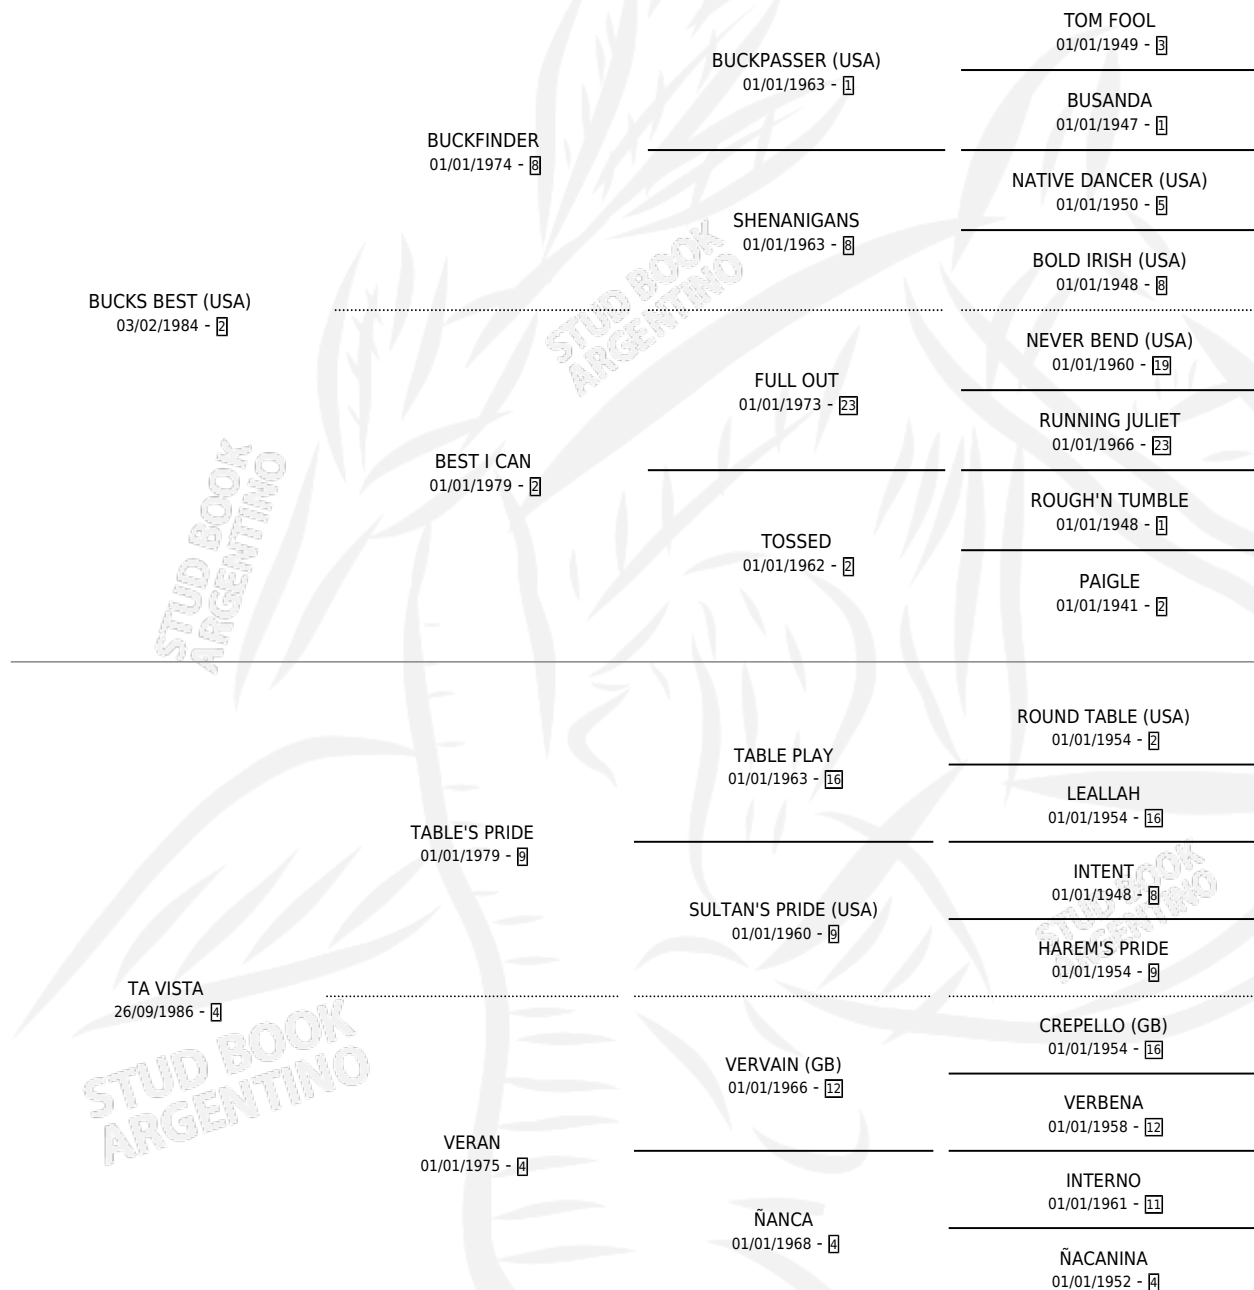 TOM FOOL
01/01/1949 - 3
BUCKPASSER (USA)
01/01/1963 - 1
BUSANDA
01/01/1947 - 1
BUCKFINDER
01/01/1974 - 8
NATIVE DANCER (USA)
01/01/1950 - 5
SHENANIGANS
01/01/1963 - 8
BOLD IRISH (USA)
01/01/1948 - 8
BUCKS BEST (USA)
03/02/1984 - 2
NEVER BEND (USA)
01/01/1960 - 19
FULL OUT
01/01/1973 - 23
RUNNING JULIET
01/01/1966 - 23
BEST I CAN
01/01/1979 - 2
ROUGH'N TUMBLE
01/01/1948 - 1
TOSSED
01/01/1962 - 2
PAIGLE
01/01/1941 - 2
ROUND TABLE (USA)
01/01/1954 - 2
TABLE PLAY
01/01/1963 - 16
LEALLAH
01/01/1954 - 16
TABLE'S PRIDE
01/01/1979 - 9
INTENT
01/01/1948 - 8
SULTAN'S PRIDE (USA)
01/01/1960 - 9
HAREM'S PRIDE
01/01/1954 - 9
TA VISTA
26/09/1986 - 4
CREPELLO (GB)
01/01/1954 - 16
VERVAIN (GB)
01/01/1966 - 12
VERBENA
01/01/1958 - 12
VERAN
01/01/1975 - 4
INTERNO
01/01/1961 - 11
ÑANCA
01/01/1968 - 4
ÑACANINA
01/01/1952 - 4
STUD BOOK
ARGENTINO
STUD BOOK
ARGENTINO
STUD BOOK
ARGENTINO
STUD BOOK
ARGENTINO